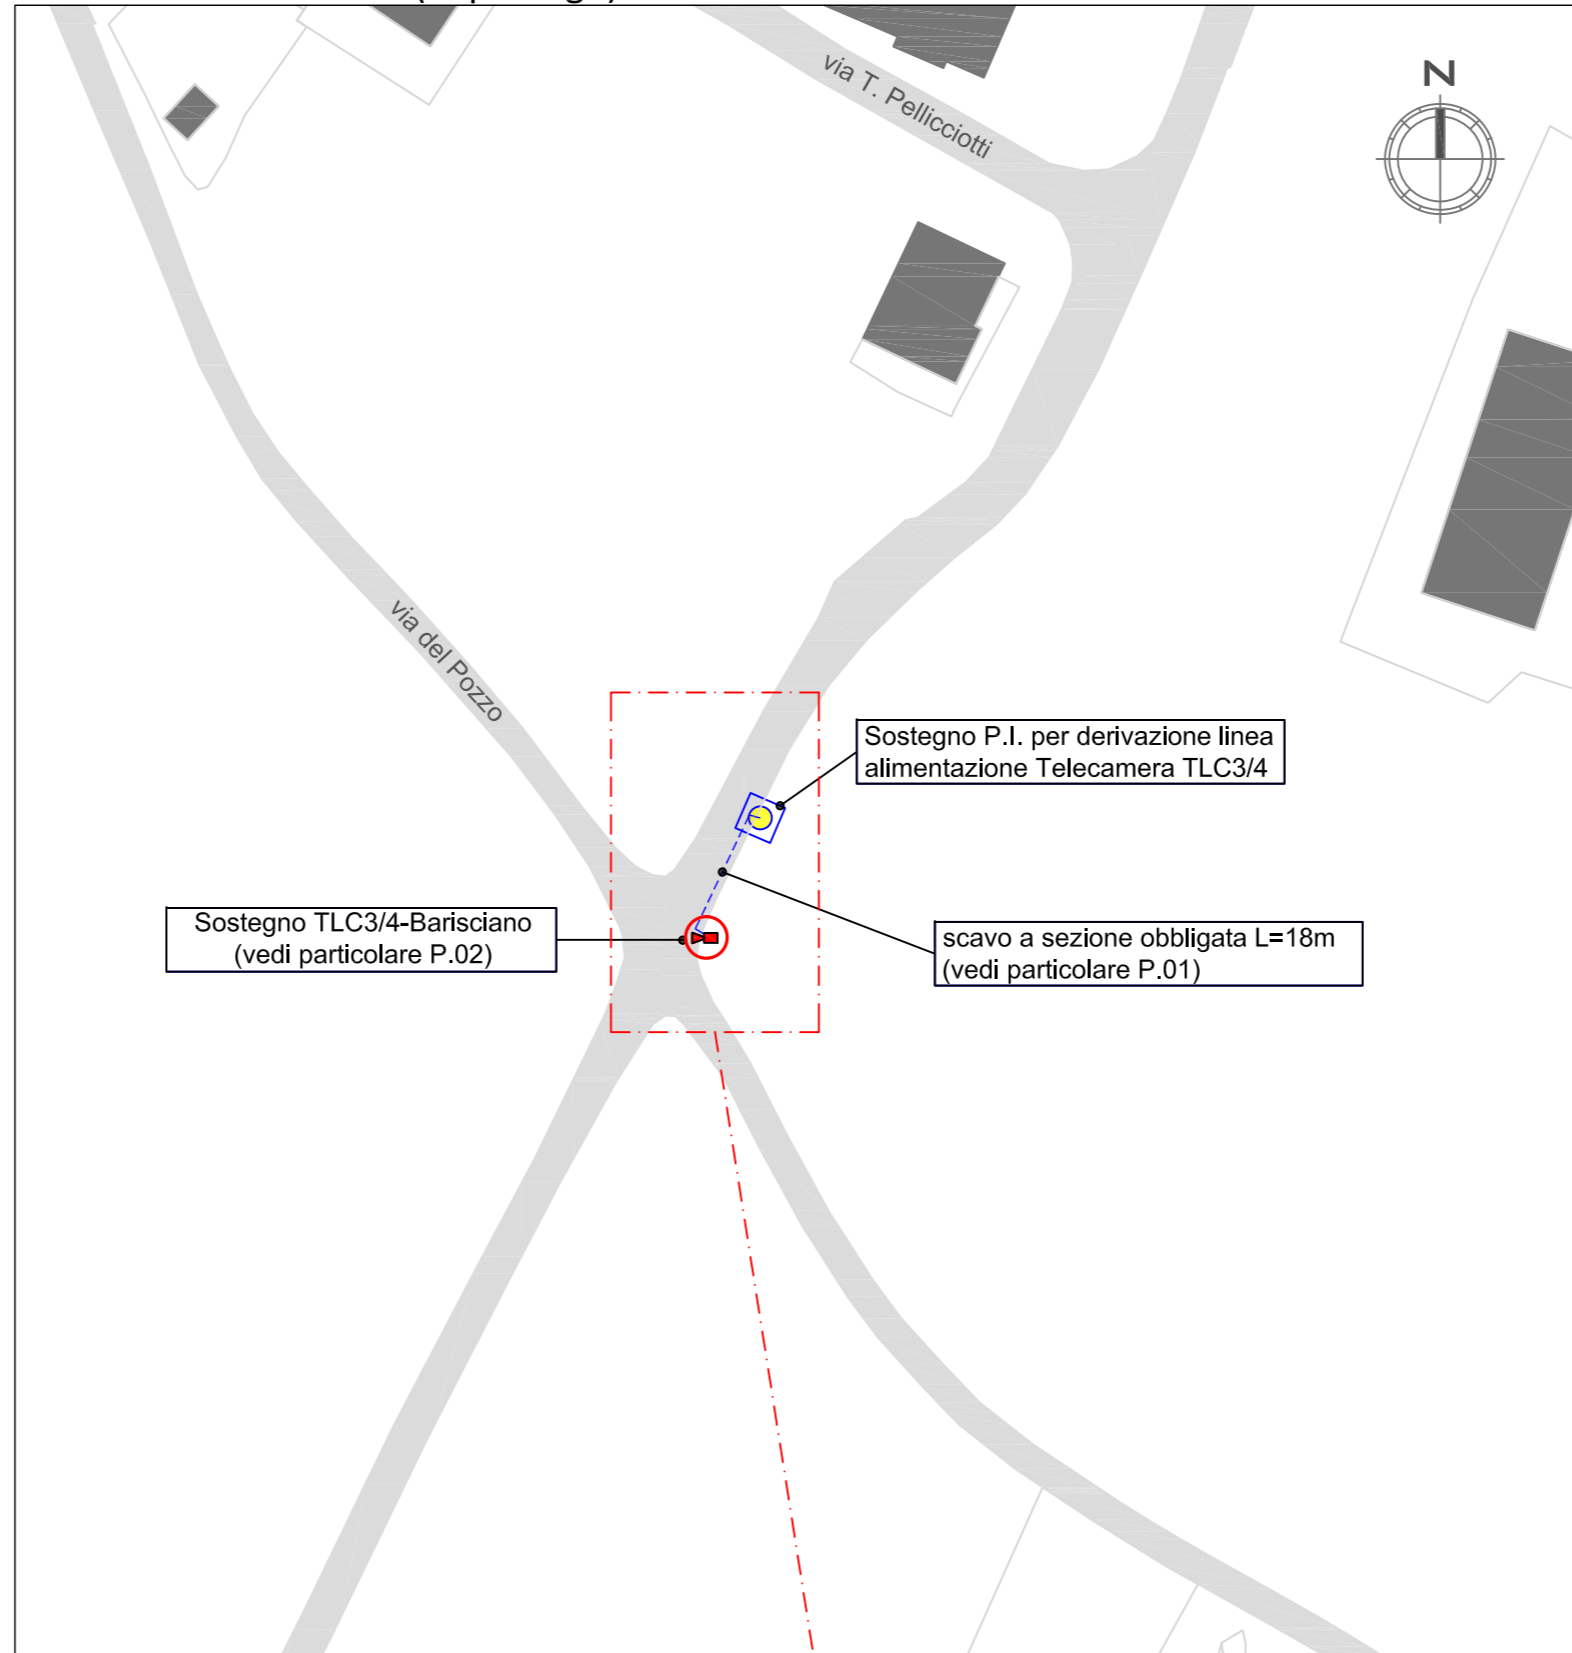 via T. Pellicciotti
N
via del Pozzo
Sostegno P.I. per derivazione linea
alimentazione Telecamera TLC3/4
Sostegno TLC3/4-Barisciano
(vedi particolare P.02)
scavo a sezione obbligata L=18m
(vedi particolare P.01)